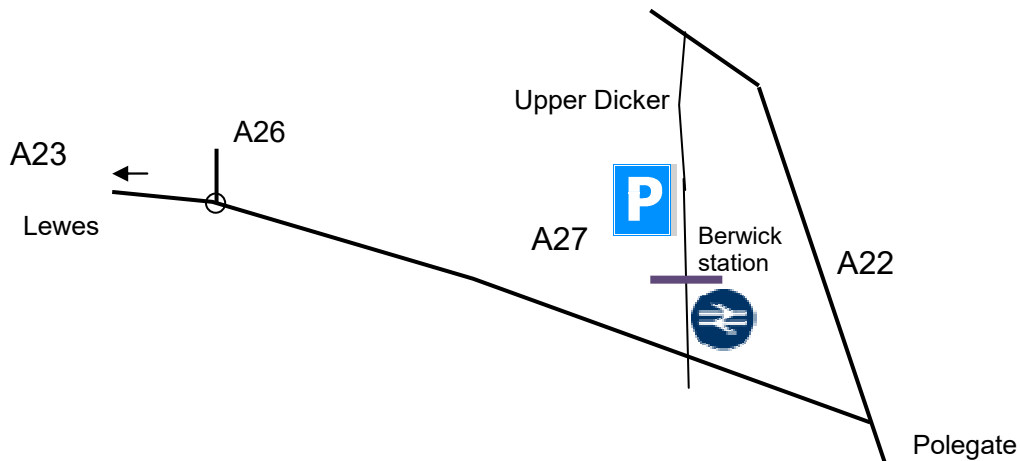 Upper Dicker
A26
A23
P
Lewes
A27
Berwick
station
A22
Polegate